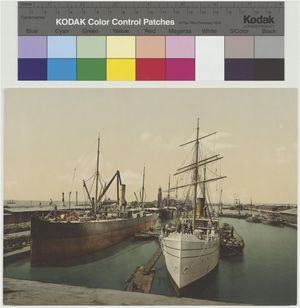 KODAK Color Control Patches
Kodak
Blue Cyan Green Yellow Red Magenta White 3/Color Black